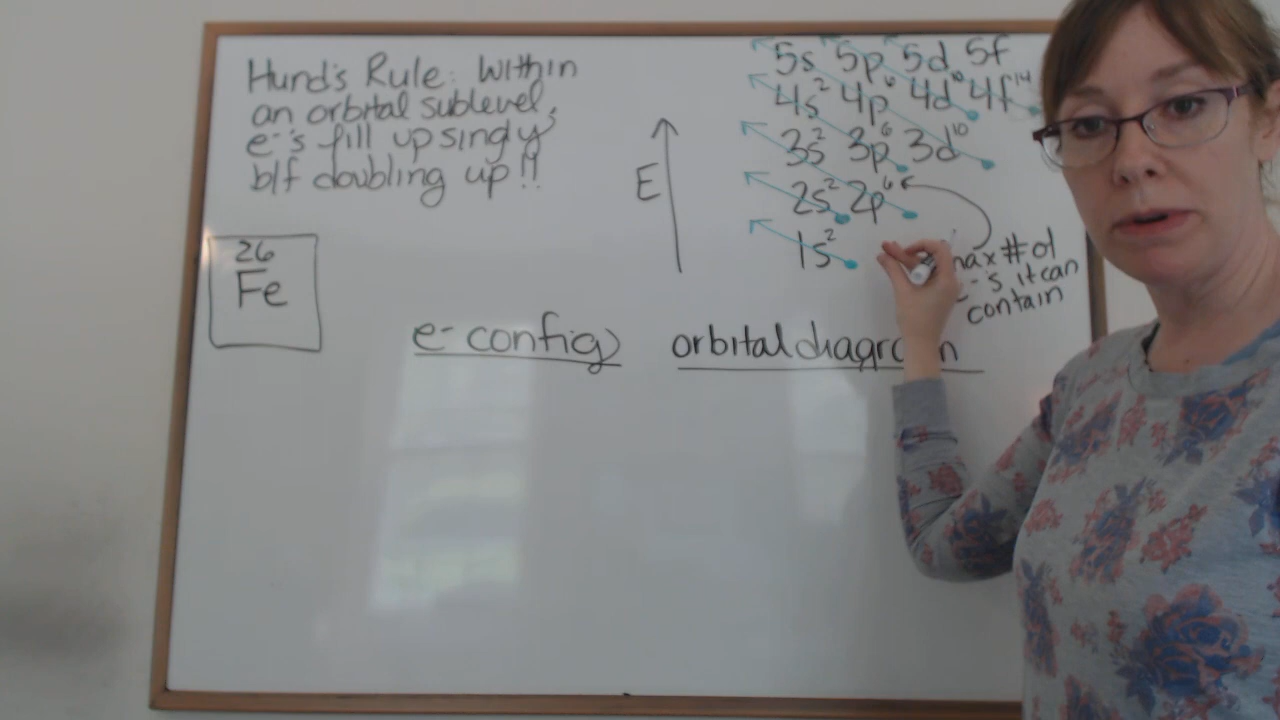 Hund's Rule: Within
an orbital sublevel,
e-'s fill up singly
b/f doubling up!!
5s 5p 5d 5f
4s² 4p⁶ 4d¹⁰ 4f¹⁴
3s² 3p⁶ 3d¹⁰
E
2s² 2p⁶
1s²
max # of
e-'s it can
contain
26
Fe
e- config orbital diagram